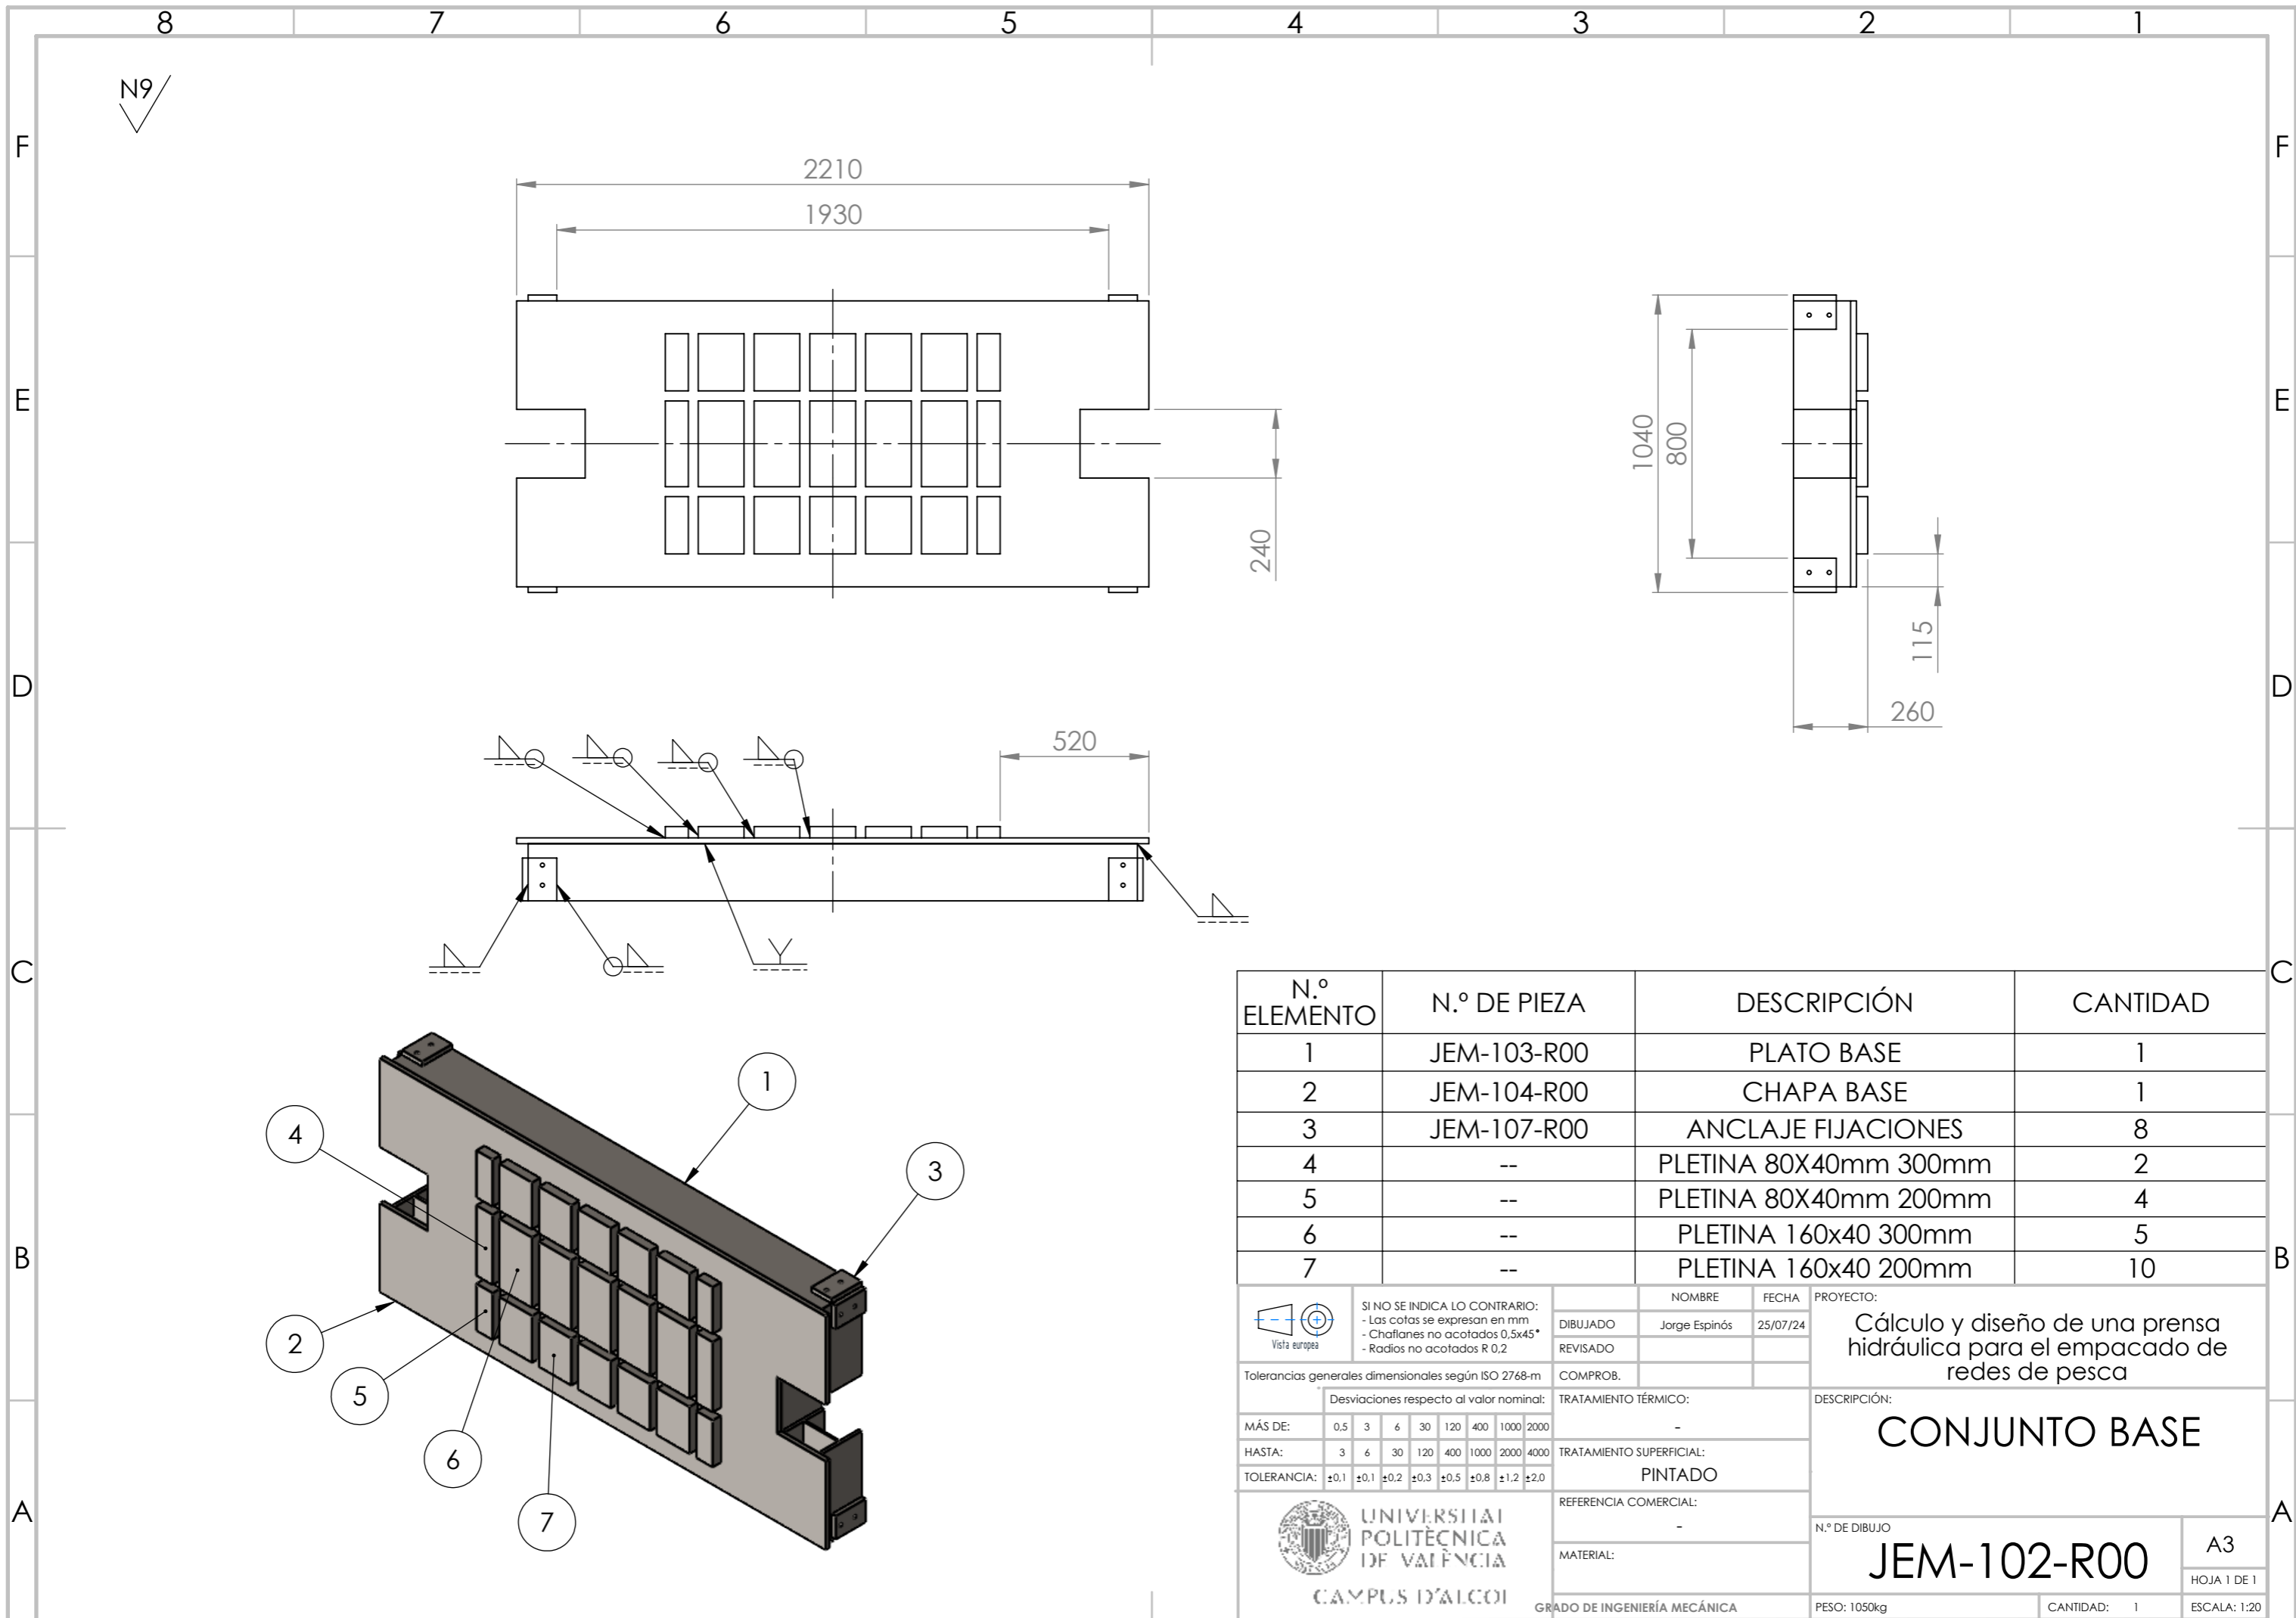 8 7 6 5 4 3 2 1
N9
F F
E E
D D
C C
B B
A A
2210
1930
240
1040
800
115
260
520
1
2
3
4
5
6
7
N.º ELEMENTO N.º DE PIEZA DESCRIPCIÓN CANTIDAD
1 JEM-103-R00 PLATO BASE 1
2 JEM-104-R00 CHAPA BASE 1
3 JEM-107-R00 ANCLAJE FIJACIONES 8
4 -- PLETINA 80X40mm 300mm 2
5 -- PLETINA 80X40mm 200mm 4
6 -- PLETINA 160x40 300mm 5
7 -- PLETINA 160x40 200mm 10
Vista europea
SI NO SE INDICA LO CONTRARIO:
- Las cotas se expresan en mm
- Chaflanes no acotados 0,5x45°
- Radios no acotados R 0,2
Tolerancias generales dimensionales según ISO 2768-m
NOMBRE FECHA
DIBUJADO Jorge Espinós 25/07/24
REVISADO
COMPROB.
PROYECTO:
Cálculo y diseño de una prensa
hidráulica para el empacado de
redes de pesca
Desviaciones respecto al valor nominal:
MÁS DE: 0,5 3 6 30 120 400 1000 2000
HASTA: 3 6 30 120 400 1000 2000 4000
TOLERANCIA: ±0,1 ±0,1 ±0,2 ±0,3 ±0,5 ±0,8 ±1,2 ±2,0
TRATAMIENTO TÉRMICO:
-
TRATAMIENTO SUPERFICIAL:
PINTADO
REFERENCIA COMERCIAL:
-
MATERIAL:
DESCRIPCIÓN:
CONJUNTO BASE
UNIVERSITAT
POLITÈCNICA
DE VALÈNCIA
CAMPUS D'ALCOI
GRADO DE INGENIERÍA MECÁNICA
N.º DE DIBUJO
JEM-102-R00
A3
HOJA 1 DE 1
PESO: 1050kg
CANTIDAD: 1
ESCALA: 1:20